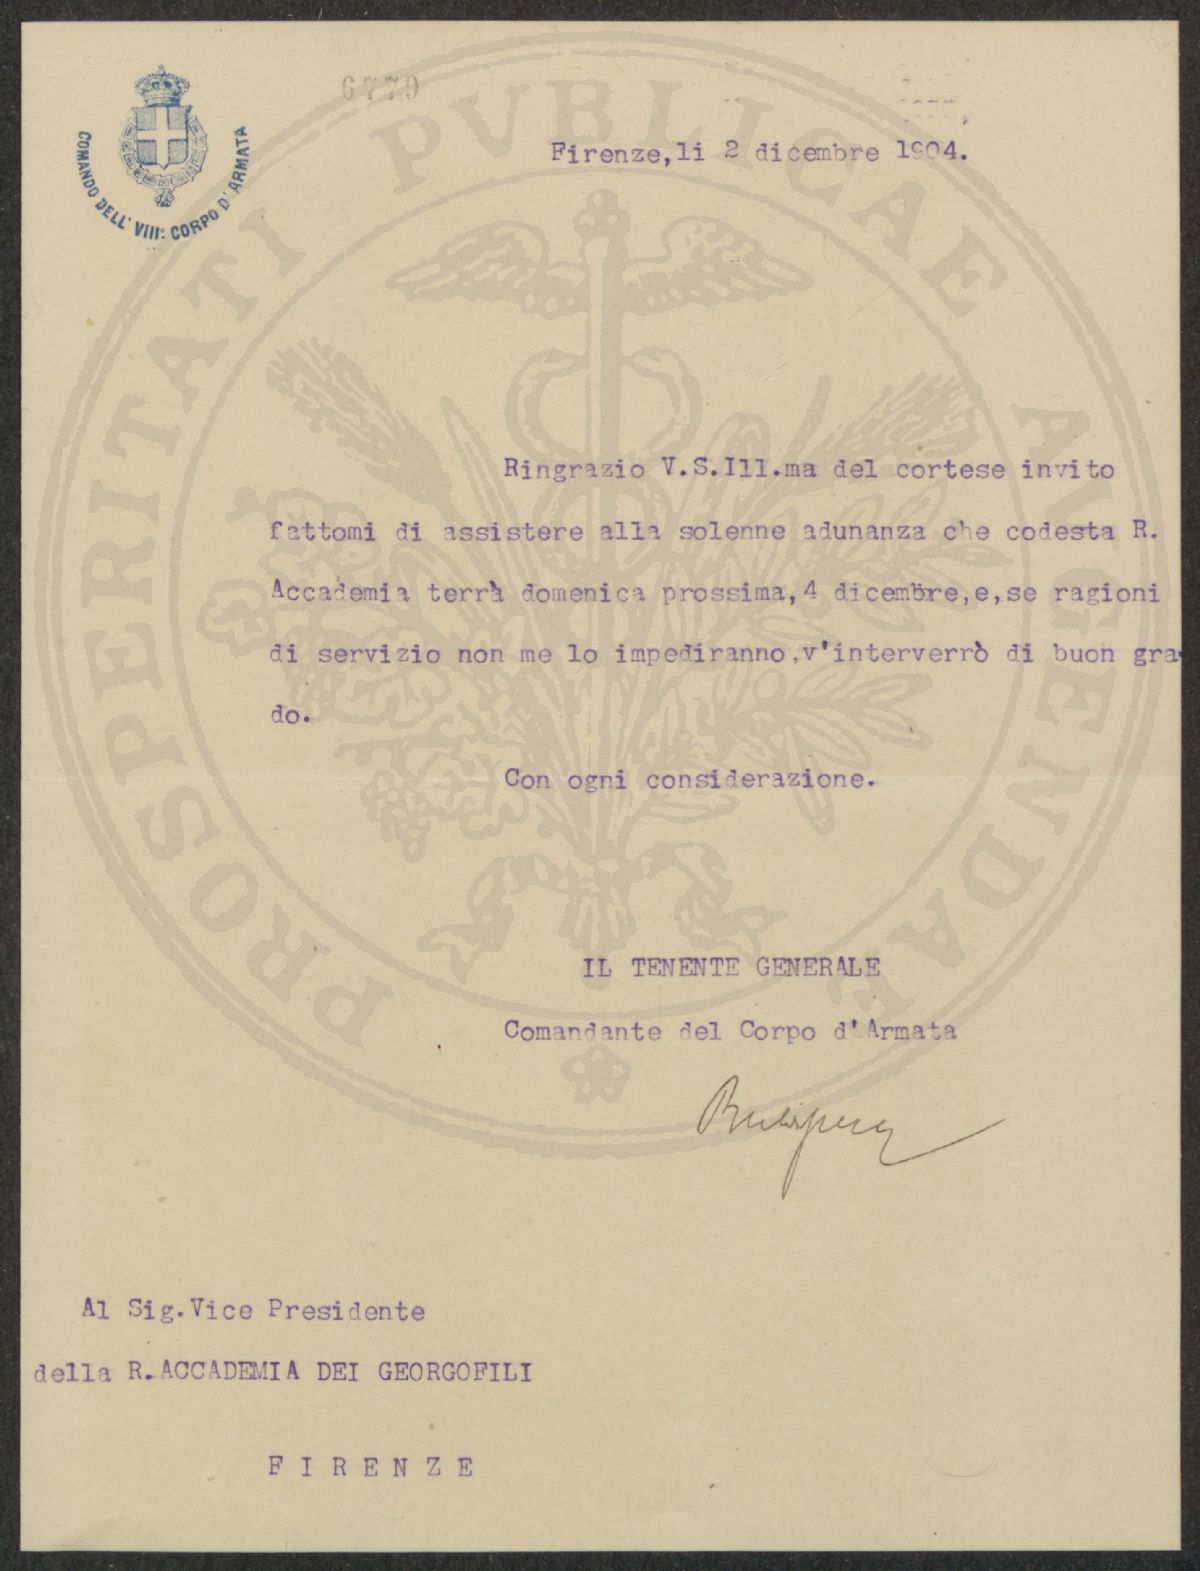 6779
COMANDO DELL' VIII: CORPO D'ARMATA
Firenze, li 2 dicembre 1904.
PROSPERITATI PVBLICAE AVGENDAE
Ringrazio V.S.Ill.ma del cortese invito
fattomi di assistere alla solenne adunanza che codesta R.
Accademia terrà domenica prossima, 4 dicembre, e, se ragioni
di servizio non me lo impediranno, v'interverrò di buon gra-
do.
Con ogni considerazione.
IL TENENTE GENERALE
Comandante del Corpo d'Armata
Al Sig. Vice Presidente
della R. ACCADEMIA DEI GEORGOFILI
FIRENZE